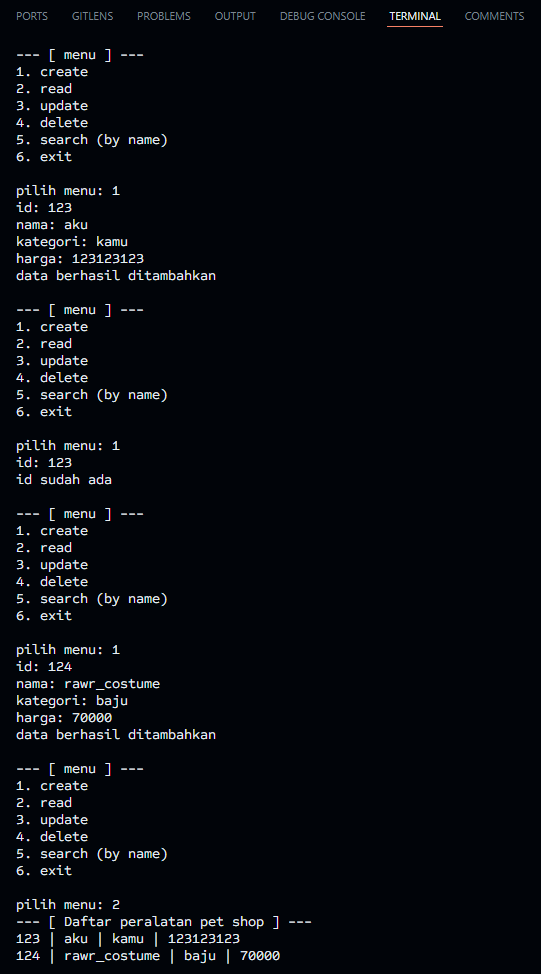 PORTS GITLENS PROBLEMS OUTPUT DEBUG CONSOLE TERMINAL COMMENTS
--- [ menu ] ---
1. create
2. read
3. update
4. delete
5. search (by name)
6. exit
pilih menu: 1
id: 123
nama: aku
kategori: kamu
harga: 123123123
data berhasil ditambahkan
--- [ menu ] ---
1. create
2. read
3. update
4. delete
5. search (by name)
6. exit
pilih menu: 1
id: 123
id sudah ada
--- [ menu ] ---
1. create
2. read
3. update
4. delete
5. search (by name)
6. exit
pilih menu: 1
id: 124
nama: rawr_costume
kategori: baju
harga: 70000
data berhasil ditambahkan
--- [ menu ] ---
1. create
2. read
3. update
4. delete
5. search (by name)
6. exit
pilih menu: 2
--- [ Daftar peralatan pet shop ] ---
123 | aku | kamu | 123123123
124 | rawr_costume | baju | 70000